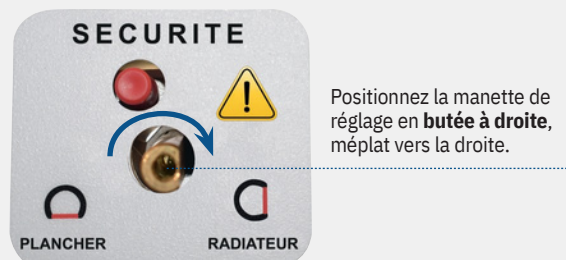 SECURITE
Positionnez la manette de
réglage en butée à droite,
méplat vers la droite.
PLANCHER
RADIATEUR